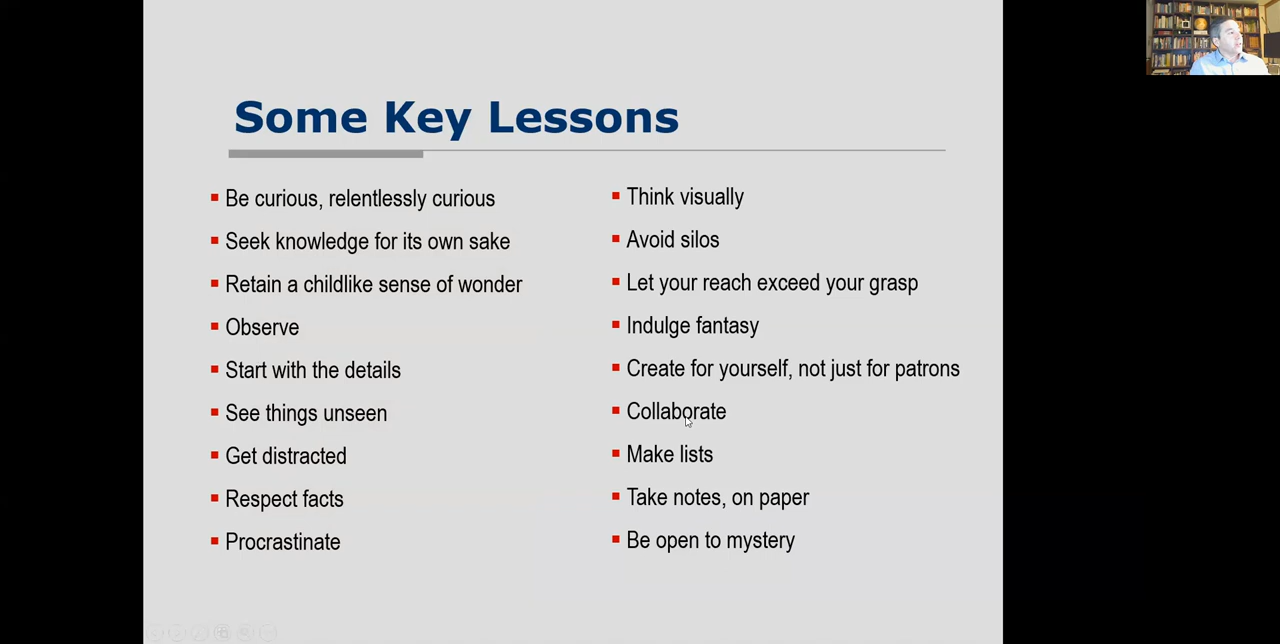 Some Key Lessons
Be curious, relentlessly curious
Seek knowledge for its own sake
Retain a childlike sense of wonder
Observe
Start with the details
See things unseen
Get distracted
Respect facts
Procrastinate
Think visually
Avoid silos
Let your reach exceed your grasp
Indulge fantasy
Create for yourself, not just for patrons
Collaborate
Make lists
Take notes, on paper
Be open to mystery